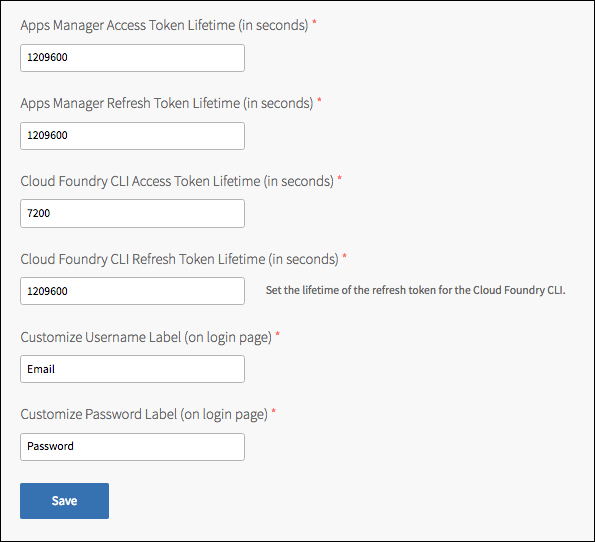 Apps Manager Access Token Lifetime (in seconds) *
1209600
Apps Manager Refresh Token Lifetime (in seconds) *
1209600
Cloud Foundry CLI Access Token Lifetime (in seconds) *
7200
Cloud Foundry CLI Refresh Token Lifetime (in seconds) *
1209600 Set the lifetime of the refresh token for the Cloud Foundry CLI.
Customize Username Label (on login page) *
Email
Customize Password Label (on login page) *
Password
Save